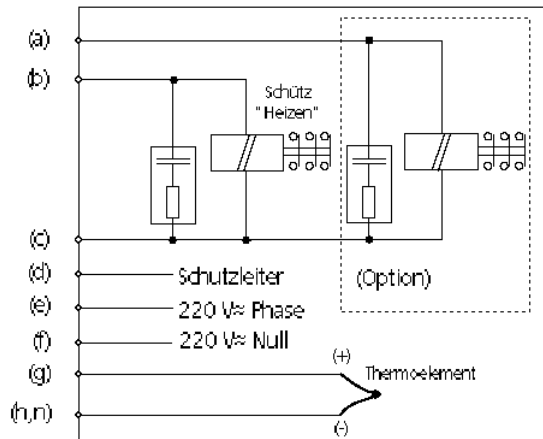 (a)
(b)
Schütz
"Heizen"
(c)
(d) Schutzleiter
(Option)
(e) 220 V≈ Phase
(f) 220 V≈ Null
(g) (+) Thermoelement
(h,n) (-)